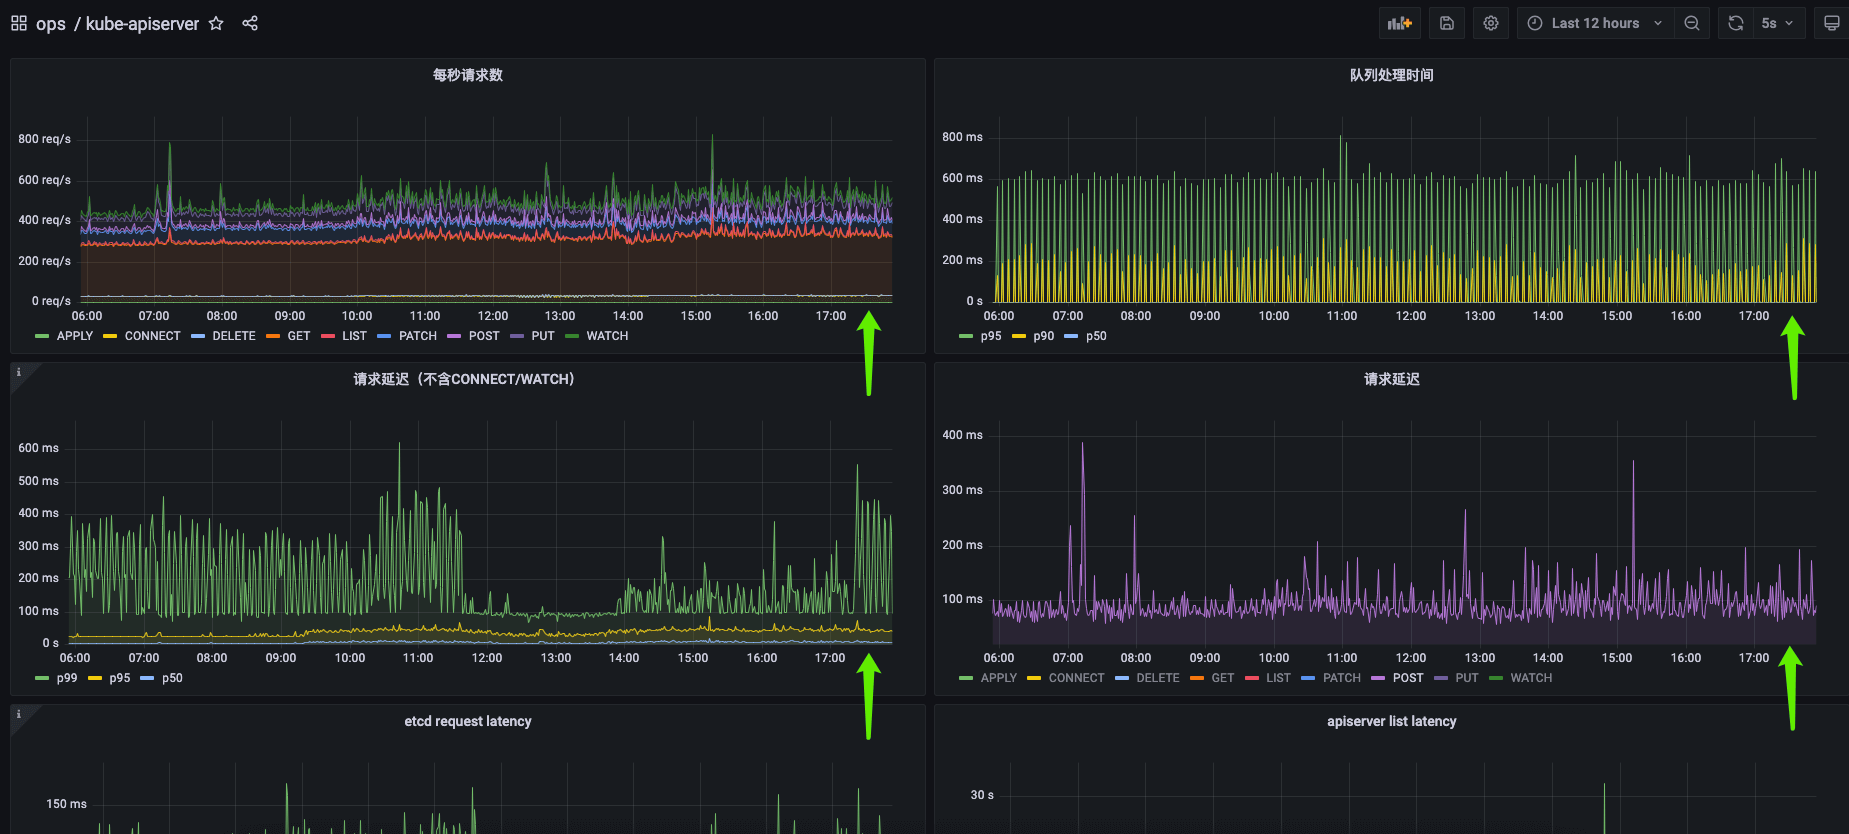 ops / kube-apiserver
Last 12 hours
5s
每秒请求数
800 req/s
600 req/s
400 req/s
200 req/s
0 req/s
06:00 07:00 08:00 09:00 10:00 11:00 12:00 13:00 14:00 15:00 16:00 17:00
APPLY CONNECT DELETE GET LIST PATCH POST PUT WATCH
队列处理时间
800 ms
600 ms
400 ms
200 ms
0 s
06:00 07:00 08:00 09:00 10:00 11:00 12:00 13:00 14:00 15:00 16:00 17:00
p95 p90 p50
i
请求延迟（不含CONNECT/WATCH）
600 ms
500 ms
400 ms
300 ms
200 ms
100 ms
0 s
06:00 07:00 08:00 09:00 10:00 11:00 12:00 13:00 14:00 15:00 16:00 17:00
p99 p95 p50
请求延迟
400 ms
300 ms
200 ms
100 ms
06:00 07:00 08:00 09:00 10:00 11:00 12:00 13:00 14:00 15:00 16:00 17:00
APPLY CONNECT DELETE GET LIST PATCH POST PUT WATCH
i
etcd request latency
150 ms
apiserver list latency
30 s